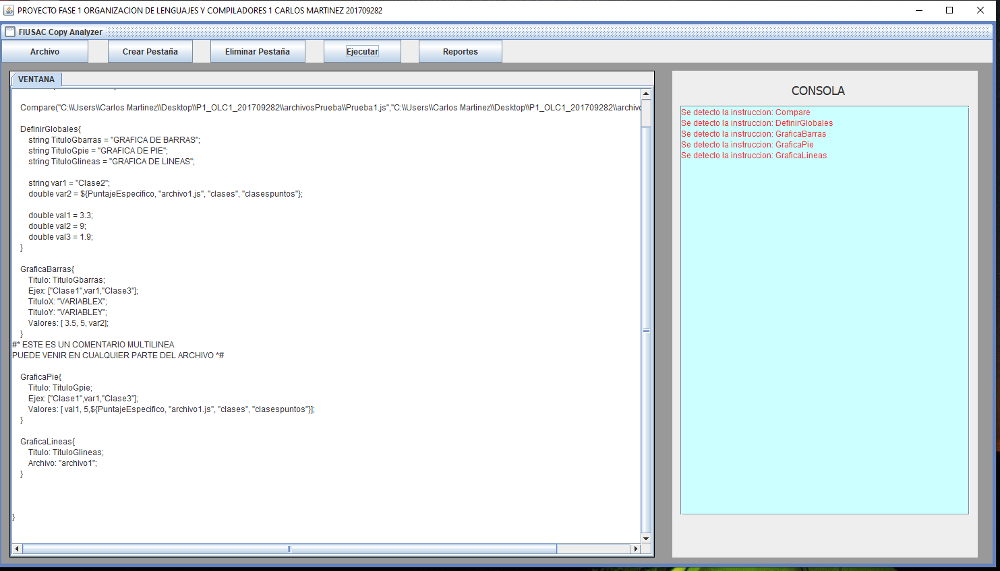 PROYECTO FASE 1 ORGANIZACION DE LENGUAJES Y COMPILADORES 1 CARLOS MARTINEZ 201709282
FIUSAC Copy Analyzer
Archivo Crear Pestaña Eliminar Pestaña Ejecutar Reportes
VENTANA
Compare("C:\\Users\\Carlos Martinez\\Desktop\\P1_OLC1_201709282\\archivosPrueba\\Prueba1.js","C:\\Users\\Carlos Martinez\\Desktop\\P1_OLC1_201709282\\archivo
DefinirGlobales{
string TituloGbarras = "GRAFICA DE BARRAS";
string TituloGpie = "GRAFICA DE PIE";
string TituloGlineas = "GRAFICA DE LINEAS";
string var1 = "Clase2";
double var2 = ${PuntajeEspecifico, "archivo1.js", "clases", "clasespuntos"};
double val1 = 3.3;
double val2 = 9;
double val3 = 1.9;
}
GraficaBarras{
Titulo: TituloGbarras;
Ejex: ["Clase1",var1,"Clase3"];
TituloX: "VARIABLEX";
TituloY: "VARIABLEY";
Valores: [ 3.5, 5, var2];
}
#* ESTE ES UN COMENTARIO MULTILINEA
PUEDE VENIR EN CUALQUIER PARTE DEL ARCHIVO *#
GraficaPie{
Titulo: TituloGpie;
Ejex: ["Clase1",var1,"Clase3"];
Valores: [ val1, 5,${PuntajeEspecifico, "archivo1.js", "clases", "clasespuntos"}];
}
GraficaLineas{
Titulo: TituloGlineas;
Archivo: "archivo1";
}
}
CONSOLA
Se detecto la instruccion: Compare
Se detecto la instruccion: DefinirGlobales
Se detecto la instruccion: GraficaBarras
Se detecto la instruccion: GraficaPie
Se detecto la instruccion: GraficaLineas